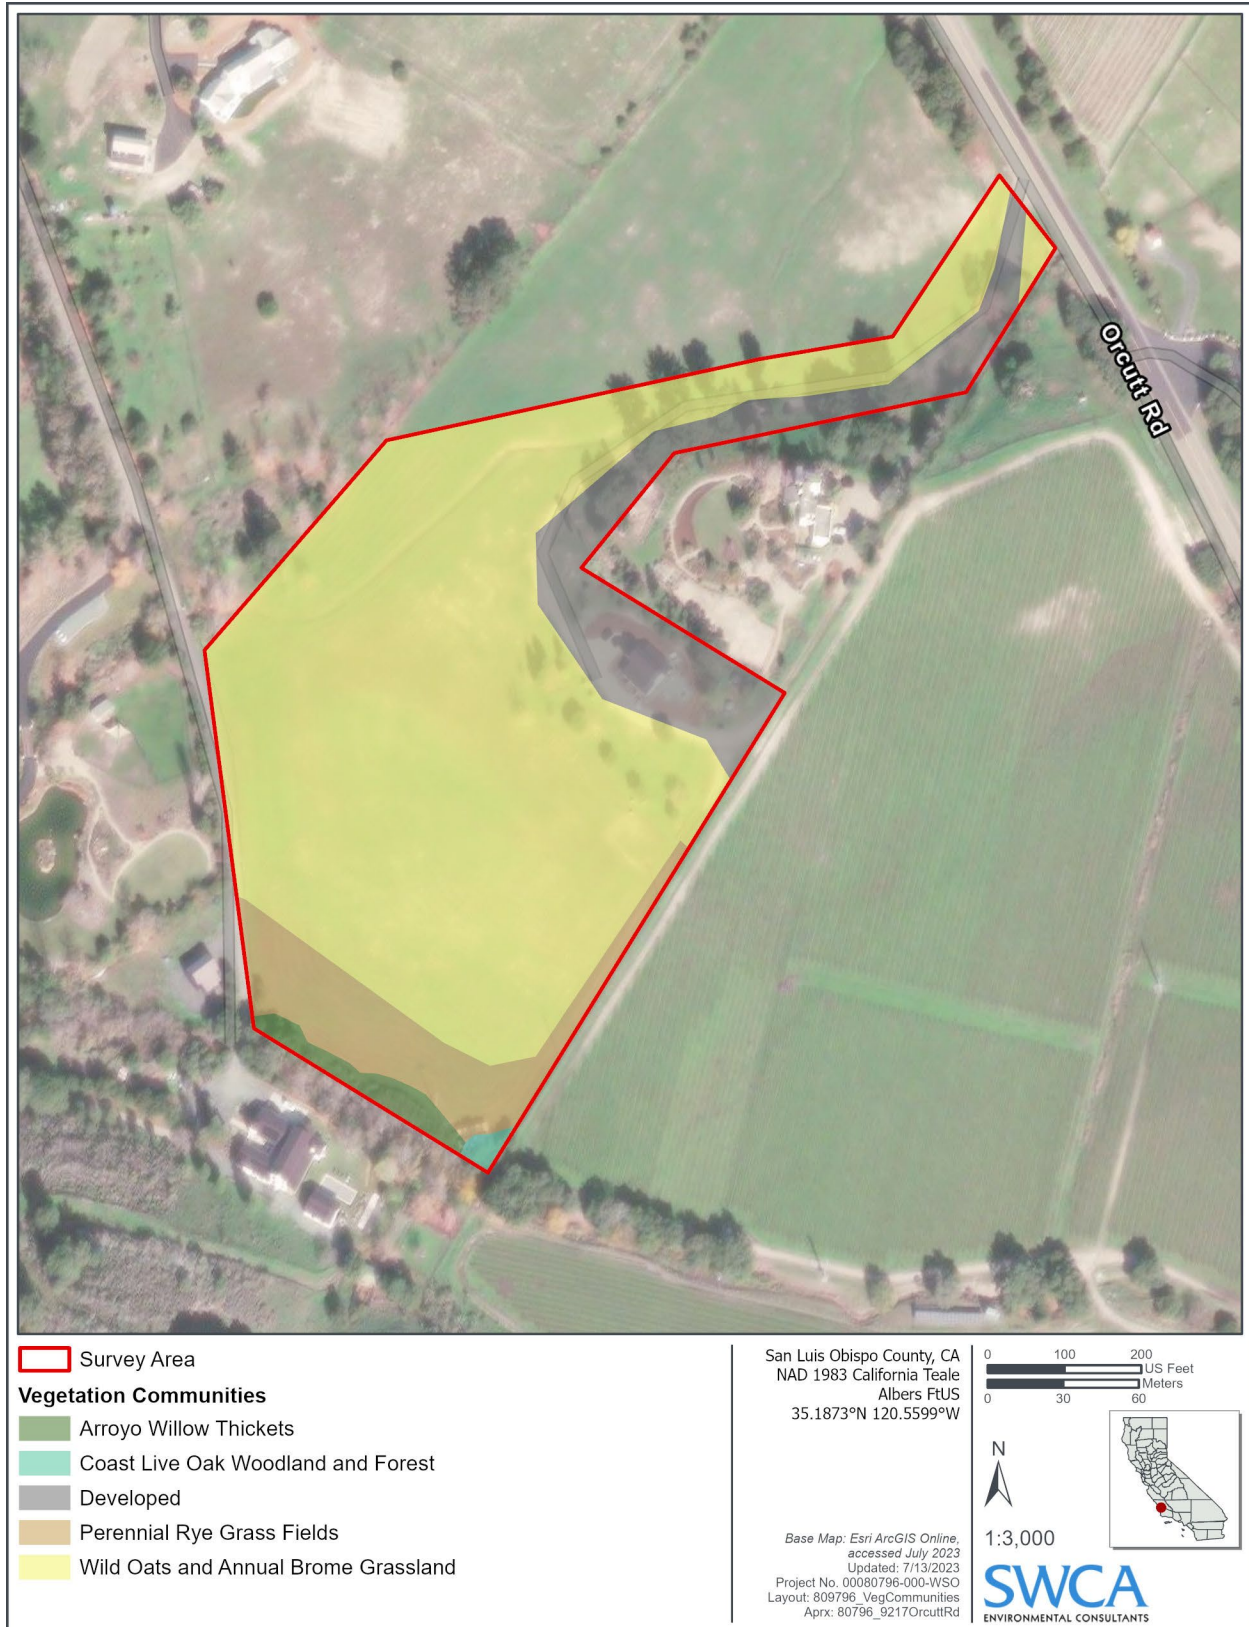 Orcutt Rd
Survey Area
Vegetation Communities
Arroyo Willow Thickets
Coast Live Oak Woodland and Forest
Developed
Perennial Rye Grass Fields
Wild Oats and Annual Brome Grassland
San Luis Obispo County, CA
NAD 1983 California Teale
Albers FtUS
35.1873°N 120.5599°W
Base Map: Esri ArcGIS Online,
accessed July 2023
Updated: 7/13/2023
Project No. 00080796-000-WSO
Layout: 809796_VegCommunities
Aprx: 80796_9217OrcuttRd
0 100 200
US Feet
Meters
0 30 60
N
1:3,000
SWCA
ENVIRONMENTAL CONSULTANTS